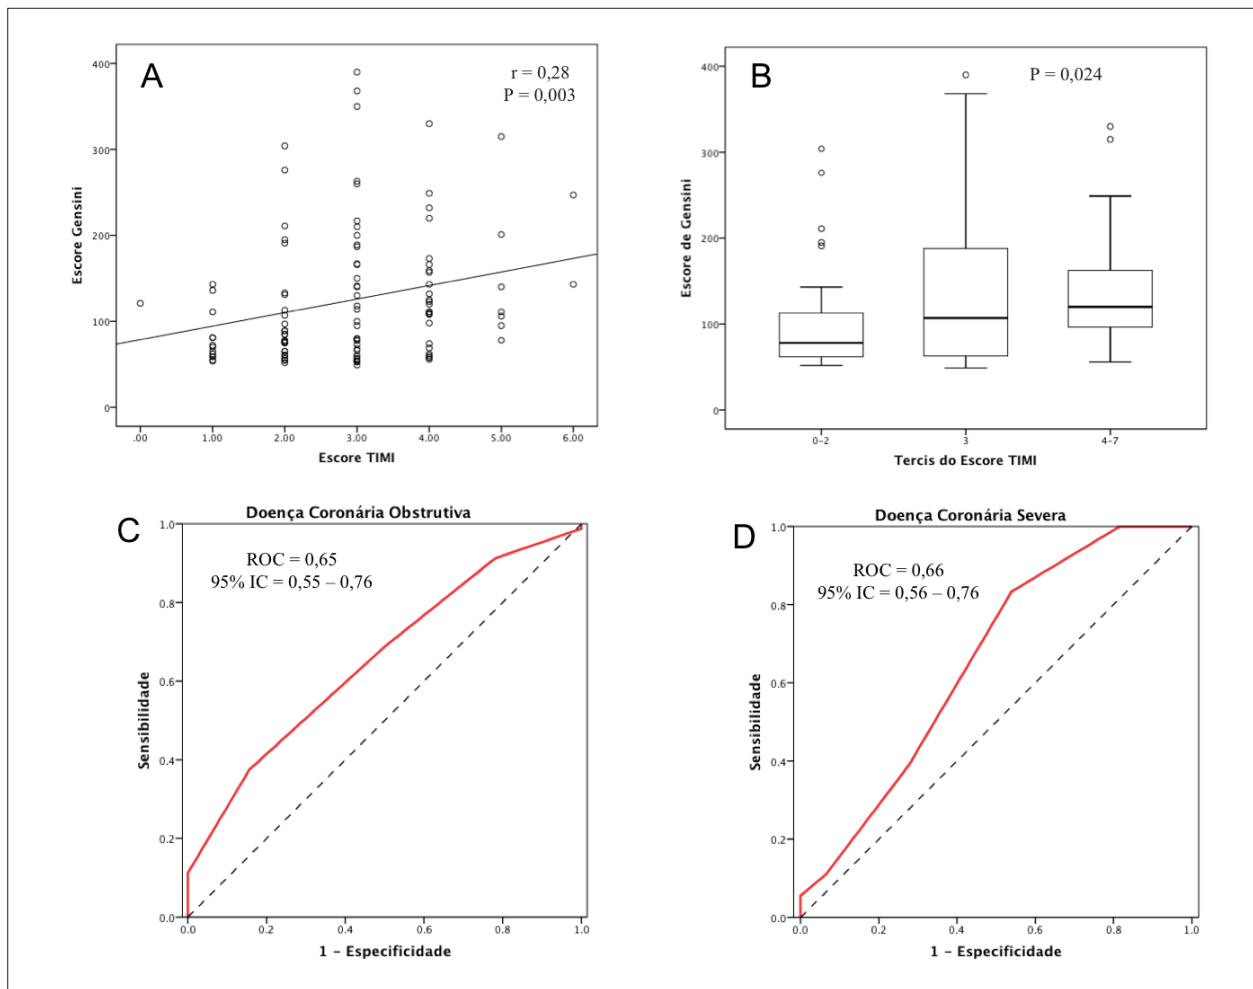 A
r = 0,28
P = 0,003
Escore Gensini
400
300
200
100
0
.00
1.00
2.00
3.00
4.00
5.00
6.00
Escore TIMI
B
P = 0,024
Escore de Gensini
400
300
200
100
0
0-2
3
4-7
Tercis do Escore TIMI
C
Doença Coronária Obstrutiva
ROC = 0,65
95% IC = 0,55 – 0,76
Sensibilidade
1.0
0.8
0.6
0.4
0.2
0.0
0.0
0.2
0.4
0.6
0.8
1.0
1 - Especificidade
D
Doença Coronária Severa
ROC = 0,66
95% IC = 0,56 – 0,76
Sensibilidade
1.0
0.8
0.6
0.4
0.2
0.0
0.0
0.2
0.4
0.6
0.8
1.0
1 - Especificidade